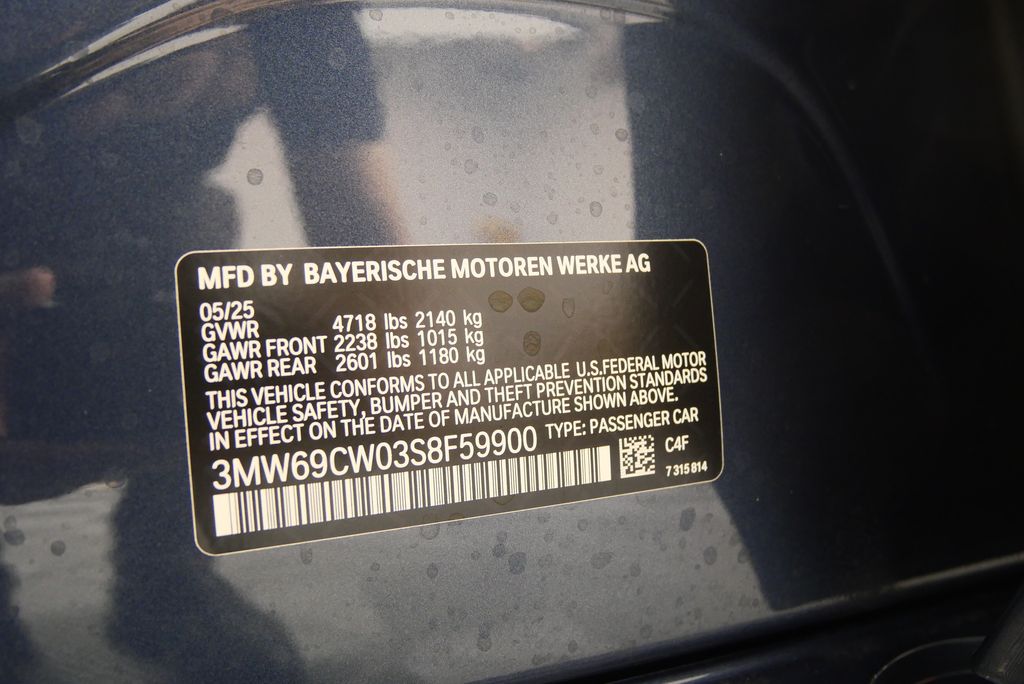 MFD BY BAYERISCHE MOTOREN WERKE AG
05/25
GVWR 4718 lbs 2140 kg
GAWR FRONT 2238 lbs 1015 kg
GAWR REAR 2601 lbs 1180 kg
THIS VEHICLE CONFORMS TO ALL APPLICABLE U.S.FEDERAL MOTOR
VEHICLE SAFETY, BUMPER AND THEFT PREVENTION STANDARDS
IN EFFECT ON THE DATE OF MANUFACTURE SHOWN ABOVE.
3MW69CW03S8F59900 TYPE: PASSENGER CAR
C4F
7 315 814